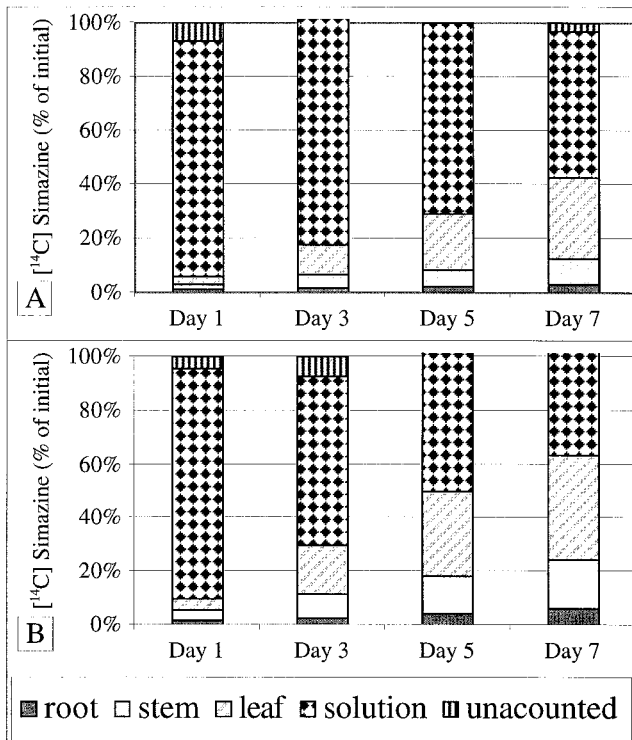 [¹⁴C] Simazine (% of initial)
100%
80%
60%
40%
20%
0%
A
Day 1 Day 3 Day 5 Day 7
[¹⁴C] Simazine (% of initial)
100%
80%
60%
40%
20%
0%
B
Day 1 Day 3 Day 5 Day 7
root stem leaf solution unacounted